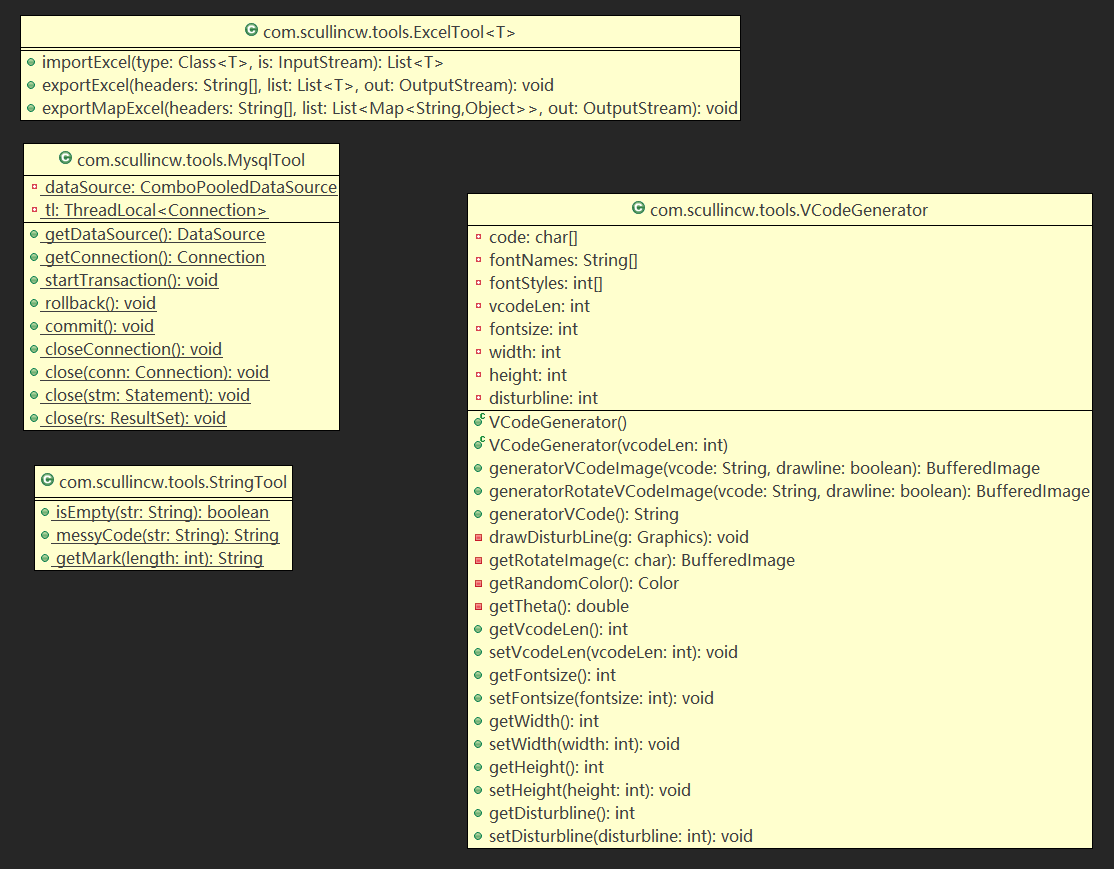 com.scullincw.tools.ExcelTool<T>
importExcel(type: Class<T>, is: InputStream): List<T>
exportExcel(headers: String[], list: List<T>, out: OutputStream): void
exportMapExcel(headers: String[], list: List<Map<String,Object>>, out: OutputStream): void
com.scullincw.tools.MysqlTool
dataSource: ComboPooledDataSource
tl: ThreadLocal<Connection>
getDataSource(): DataSource
getConnection(): Connection
startTransaction(): void
rollback(): void
commit(): void
closeConnection(): void
close(conn: Connection): void
close(stm: Statement): void
close(rs: ResultSet): void
com.scullincw.tools.StringTool
isEmpty(str: String): boolean
messyCode(str: String): String
getMark(length: int): String
com.scullincw.tools.VCodeGenerator
code: char[]
fontNames: String[]
fontStyles: int[]
vcodeLen: int
fontsize: int
width: int
height: int
disturbline: int
VCodeGenerator()
VCodeGenerator(vcodeLen: int)
generatorVCodeImage(vcode: String, drawline: boolean): BufferedImage
generatorRotateVCodeImage(vcode: String, drawline: boolean): BufferedImage
generatorVCode(): String
drawDisturbLine(g: Graphics): void
getRotateImage(c: char): BufferedImage
getRandomColor(): Color
getTheta(): double
getVcodeLen(): int
setVcodeLen(vcodeLen: int): void
getFontsize(): int
setFontsize(fontsize: int): void
getWidth(): int
setWidth(width: int): void
getHeight(): int
setHeight(height: int): void
getDisturbline(): int
setDisturbline(disturbline: int): void